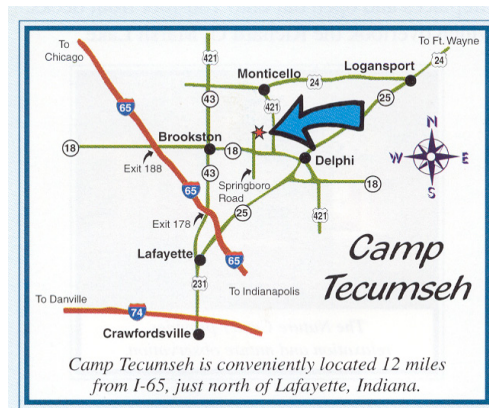 To
Chicago
421
To Ft. Wayne
24
Logansport
Monticello
24
43
421
25
65
Brookston
18
18
Delphi
N
W
E
S
Exit 188
43
Springboro
Road
18
65
25
421
Exit 178
Lafayette
65
231
To Indianapolis
Camp
Tecumseh
To Danville
74
Crawfordsville
Camp Tecumseh is conveniently located 12 miles
from I-65, just north of Lafayette, Indiana.